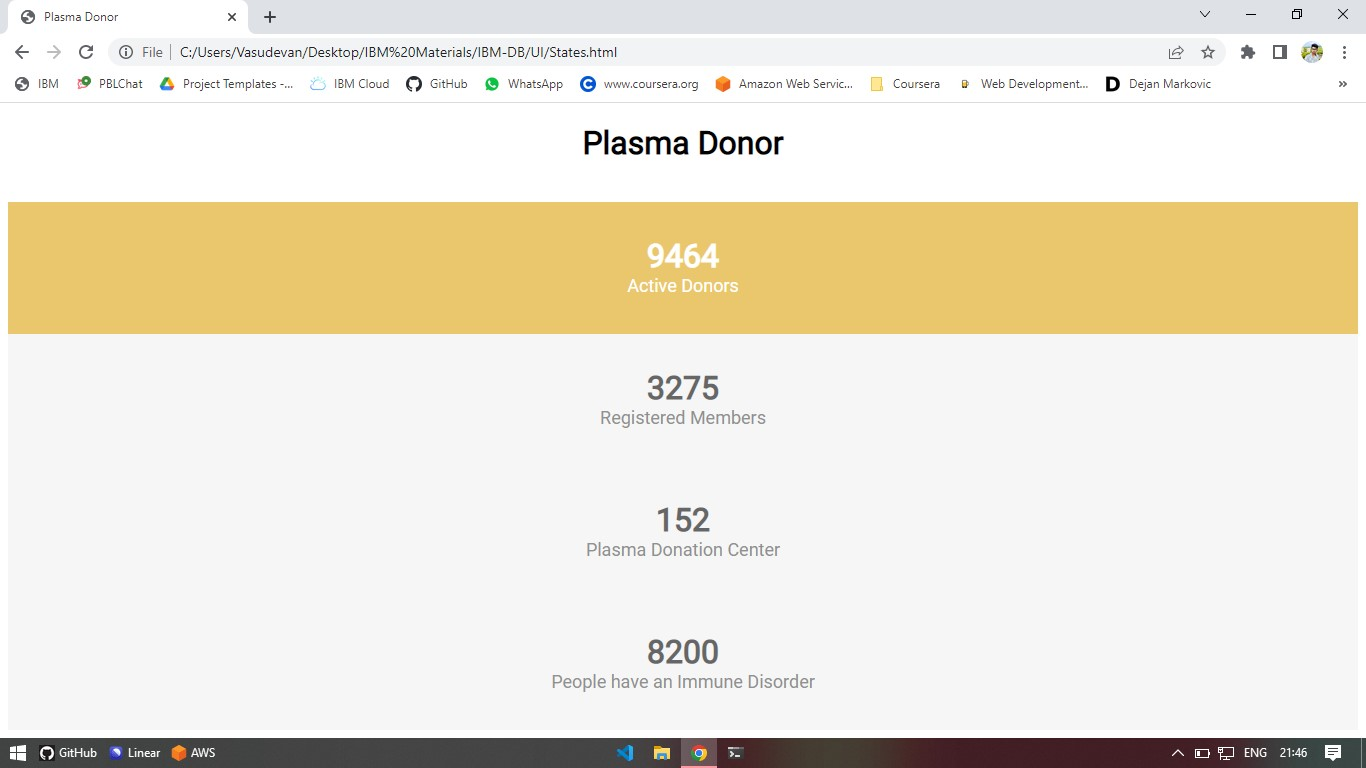 Plasma Donor
File
C:/Users/Vasudevan/Desktop/IBM%20Materials/IBM-DB/UI/States.html
IBM PBLChat Project Templates -... IBM Cloud GitHub WhatsApp www.coursera.org Amazon Web Servic... Coursera Web Development... Dejan Markovic »
Plasma Donor
9464
Active Donors
3275
Registered Members
152
Plasma Donation Center
8200
People have an Immune Disorder
GitHub Linear AWS ENG 21:46